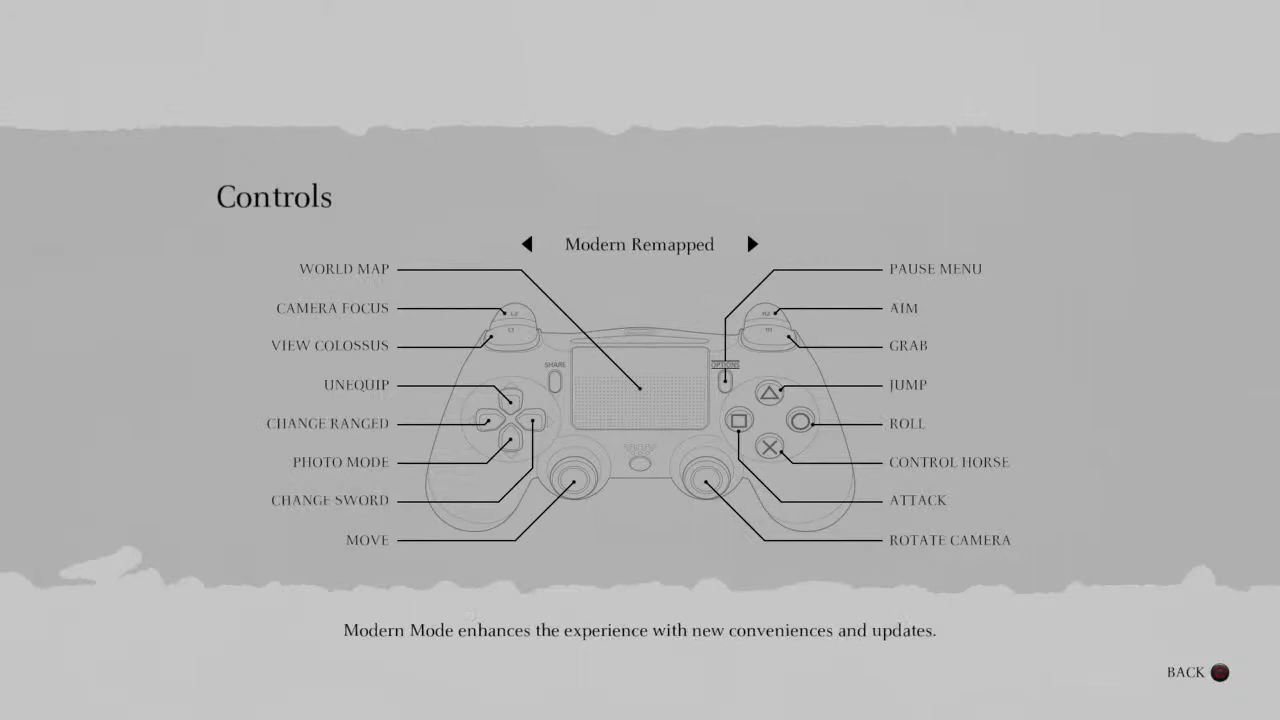 Controls
Modern Remapped
WORLD MAP
CAMERA FOCUS
VIEW COLOSSUS
UNEQUIP
CHANGE RANGED
PHOTO MODE
CHANGE SWORD
MOVE
SHARE
OPTIONS
PAUSE MENU
AIM
GRAB
JUMP
ROLL
CONTROL HORSE
ATTACK
ROTATE CAMERA
Modern Mode enhances the experience with new conveniences and updates.
BACK